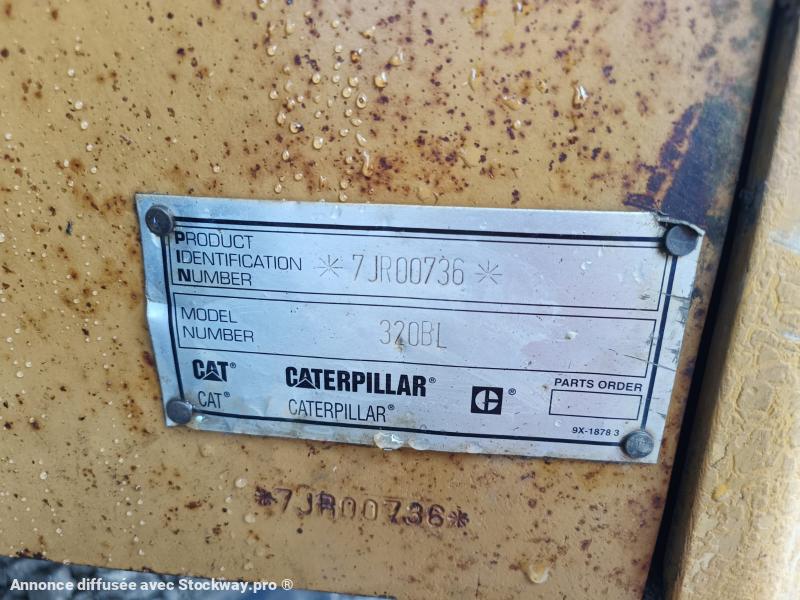 PRODUCT
IDENTIFICATION
NUMBER
*7JR00736*
MODEL
NUMBER
320BL
CAT®
CATERPILLAR®
®
PARTS ORDER
CAT®
CATERPILLAR®
9X-1878 3
*7JR00736*
Annonce diffusée avec Stockway.pro ®